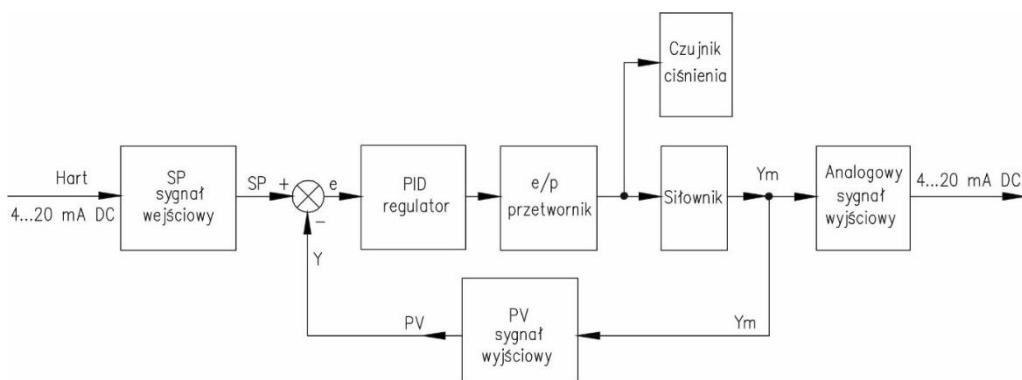 Czujnik
ciśnienia
Hart
4...20 mA DC
SP
sygnał
wejściowy
SP
+
−
e
PID
regulator
e/p
przetwornik
Siłownik
Ym
Analogowy
sygnał
wyjściowy
4...20 mA DC
Y
PV
PV
sygnał
wyjściowy
Ym